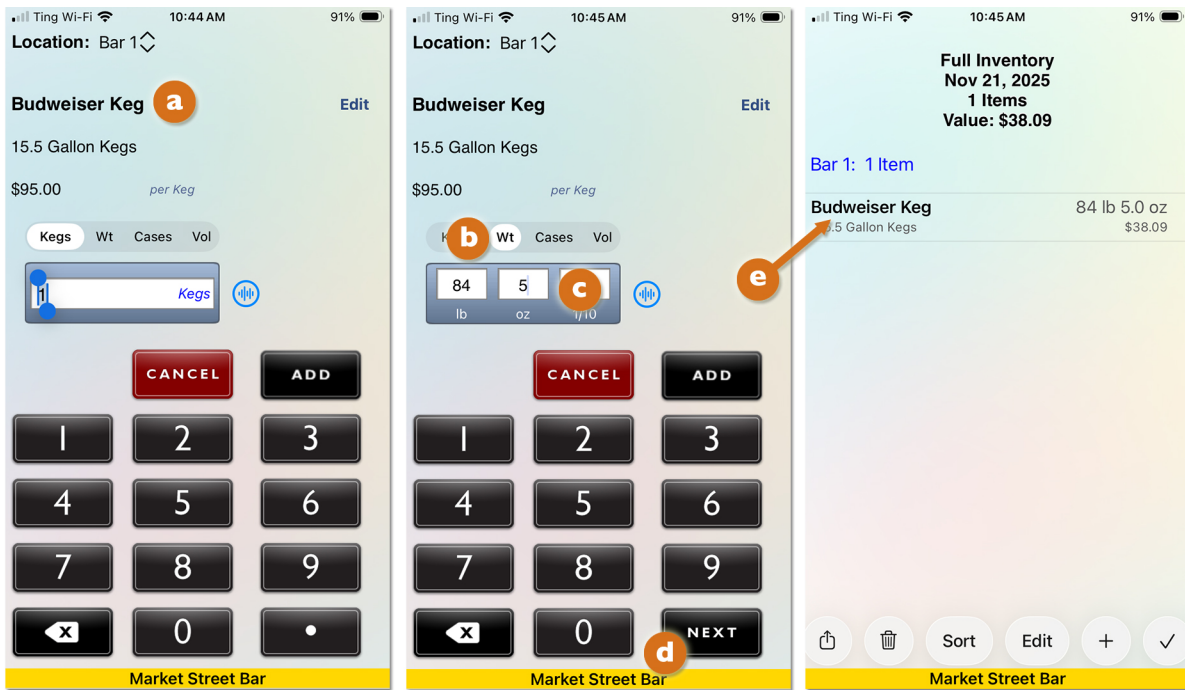 Ting Wi-Fi 10:44 AM 91%
Location: Bar 1
Budweiser Keg a Edit
15.5 Gallon Kegs
$95.00 per Keg
Kegs Wt Cases Vol
1 Kegs
CANCEL ADD
1 2 3
4 5 6
7 8 9
X 0 •
Market Street Bar
Ting Wi-Fi 10:45 AM 91%
Location: Bar 1
Budweiser Keg Edit
15.5 Gallon Kegs
$95.00 per Keg
b Wt Cases Vol
84 5 c
lb oz 1/10
CANCEL ADD
1 2 3
4 5 6
7 8 9
X 0 NEXT
d
Market Street Bar
Ting Wi-Fi 10:45 AM 91%
Full Inventory
Nov 21, 2025
1 Items
Value: $38.09
Bar 1: 1 Item
Budweiser Keg 84 lb 5.0 oz
5.5 Gallon Kegs $38.09
e
Sort Edit +
Market Street Bar